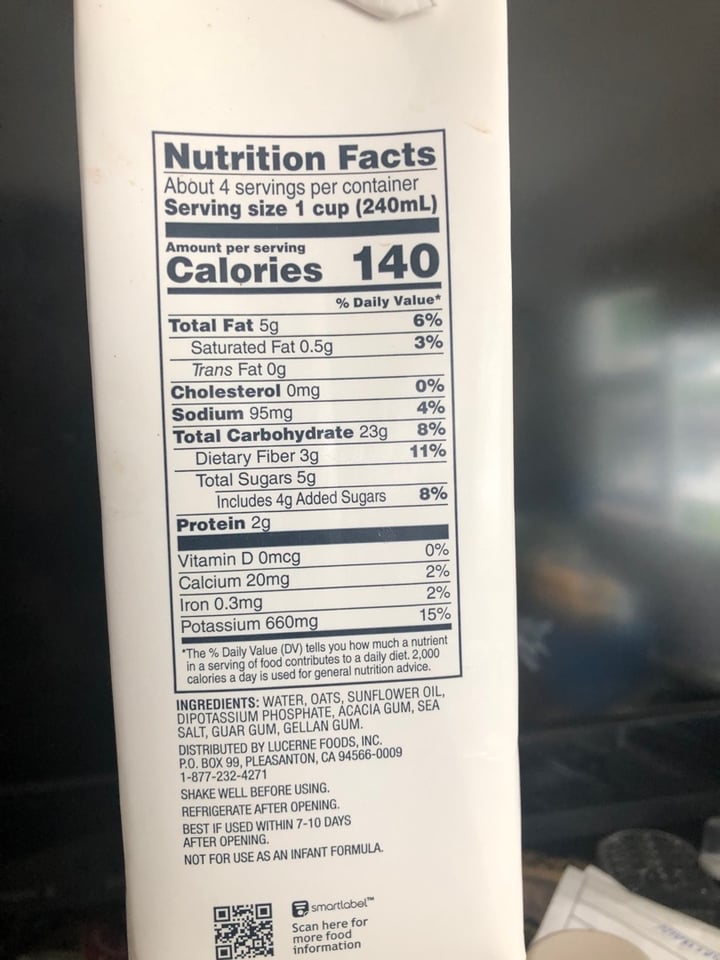 Nutrition Facts
About 4 servings per container
Serving size 1 cup (240mL)
Amount per serving
Calories 140
% Daily Value*
Total Fat 5g 6%
Saturated Fat 0.5g 3%
Trans Fat 0g
Cholesterol 0mg 0%
Sodium 95mg 4%
Total Carbohydrate 23g 8%
Dietary Fiber 3g 11%
Total Sugars 5g
Includes 4g Added Sugars 8%
Protein 2g
Vitamin D 0mcg 0%
Calcium 20mg 2%
Iron 0.3mg 2%
Potassium 660mg 15%
*The % Daily Value (DV) tells you how much a nutrient
in a serving of food contributes to a daily diet. 2,000
calories a day is used for general nutrition advice.
INGREDIENTS: WATER, OATS, SUNFLOWER OIL,
DIPOTASSIUM PHOSPHATE, ACACIA GUM, SEA
SALT, GUAR GUM, GELLAN GUM.
DISTRIBUTED BY LUCERNE FOODS, INC.
P.O. BOX 99, PLEASANTON, CA 94566-0009
1-877-232-4271
SHAKE WELL BEFORE USING.
REFRIGERATE AFTER OPENING.
BEST IF USED WITHIN 7-10 DAYS
AFTER OPENING.
NOT FOR USE AS AN INFANT FORMULA.
smartlabel™
Scan here for
more food
information